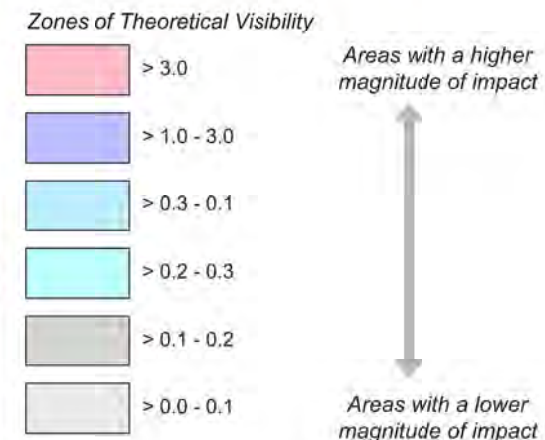 Zones of Theoretical Visibility
> 3.0
> 1.0 - 3.0
> 0.3 - 0.1
> 0.2 - 0.3
> 0.1 - 0.2
> 0.0 - 0.1
Areas with a higher
magnitude of impact
Areas with a lower
magnitude of impact